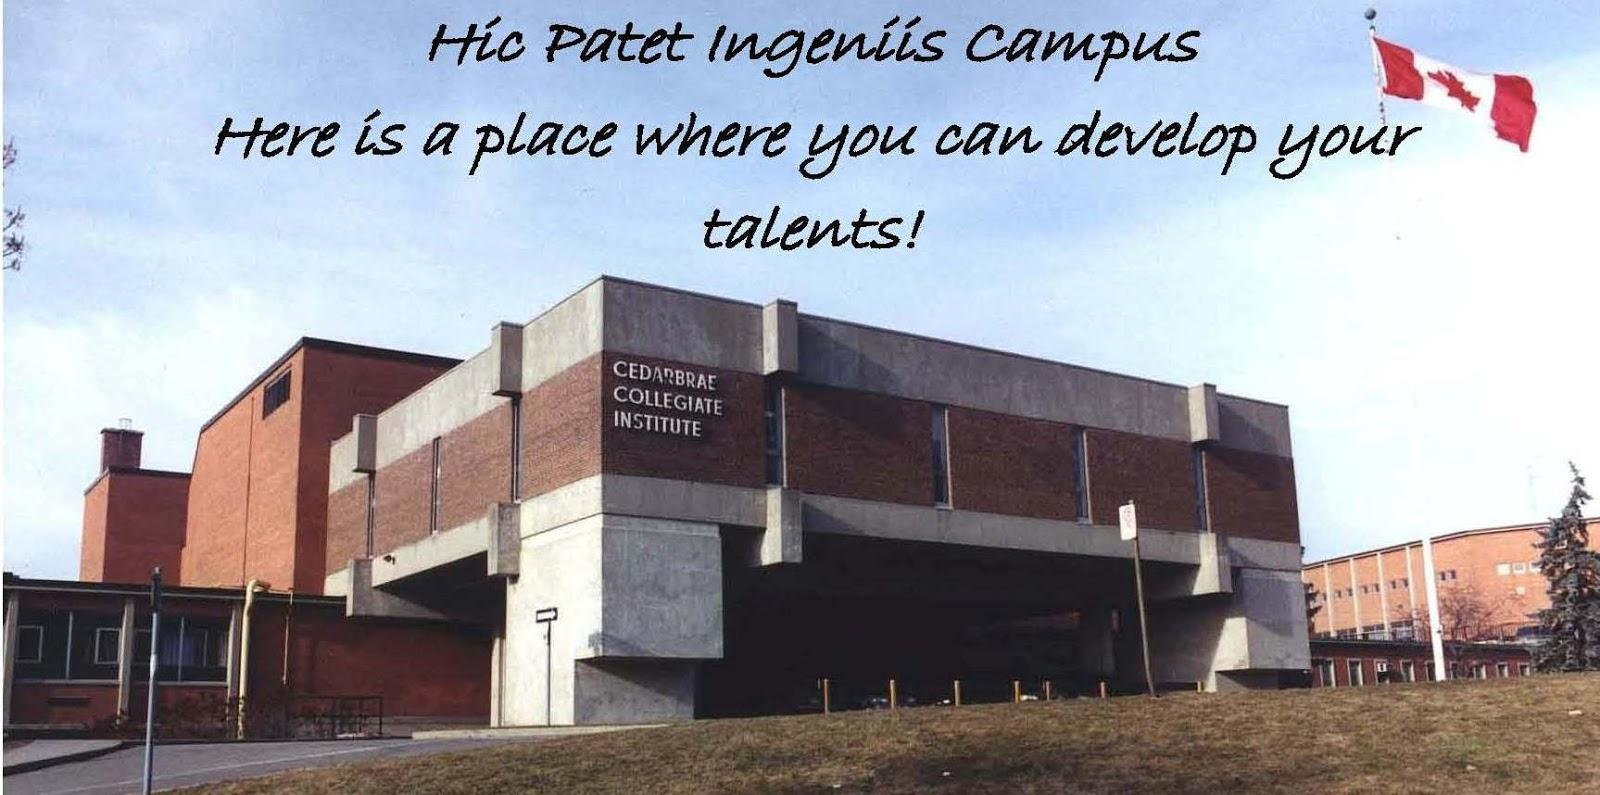 Hic Patet Ingeniis Campus
Here is a place where you can develop your
talents!
CEDARBRAE
COLLEGIATE
INSTITUTE